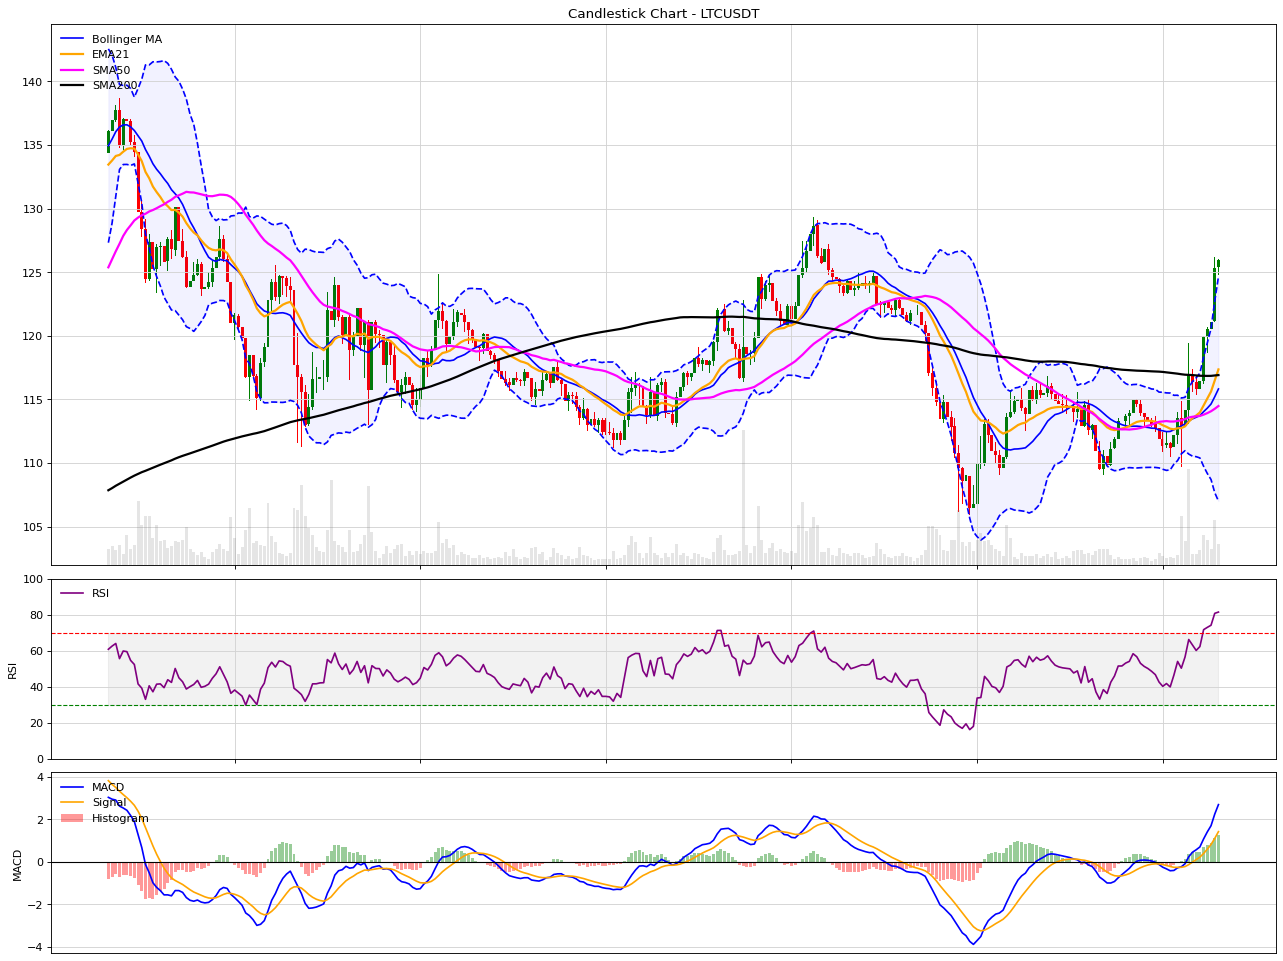 Candlestick Chart - LTCUSDT
Bollinger MA
EMA21
SMA50
SMA200
140
135
130
125
120
115
110
105
RSI
100
80
60
40
20
0
RSI
MACD
Signal
Histogram
4
2
0
−2
−4
MACD